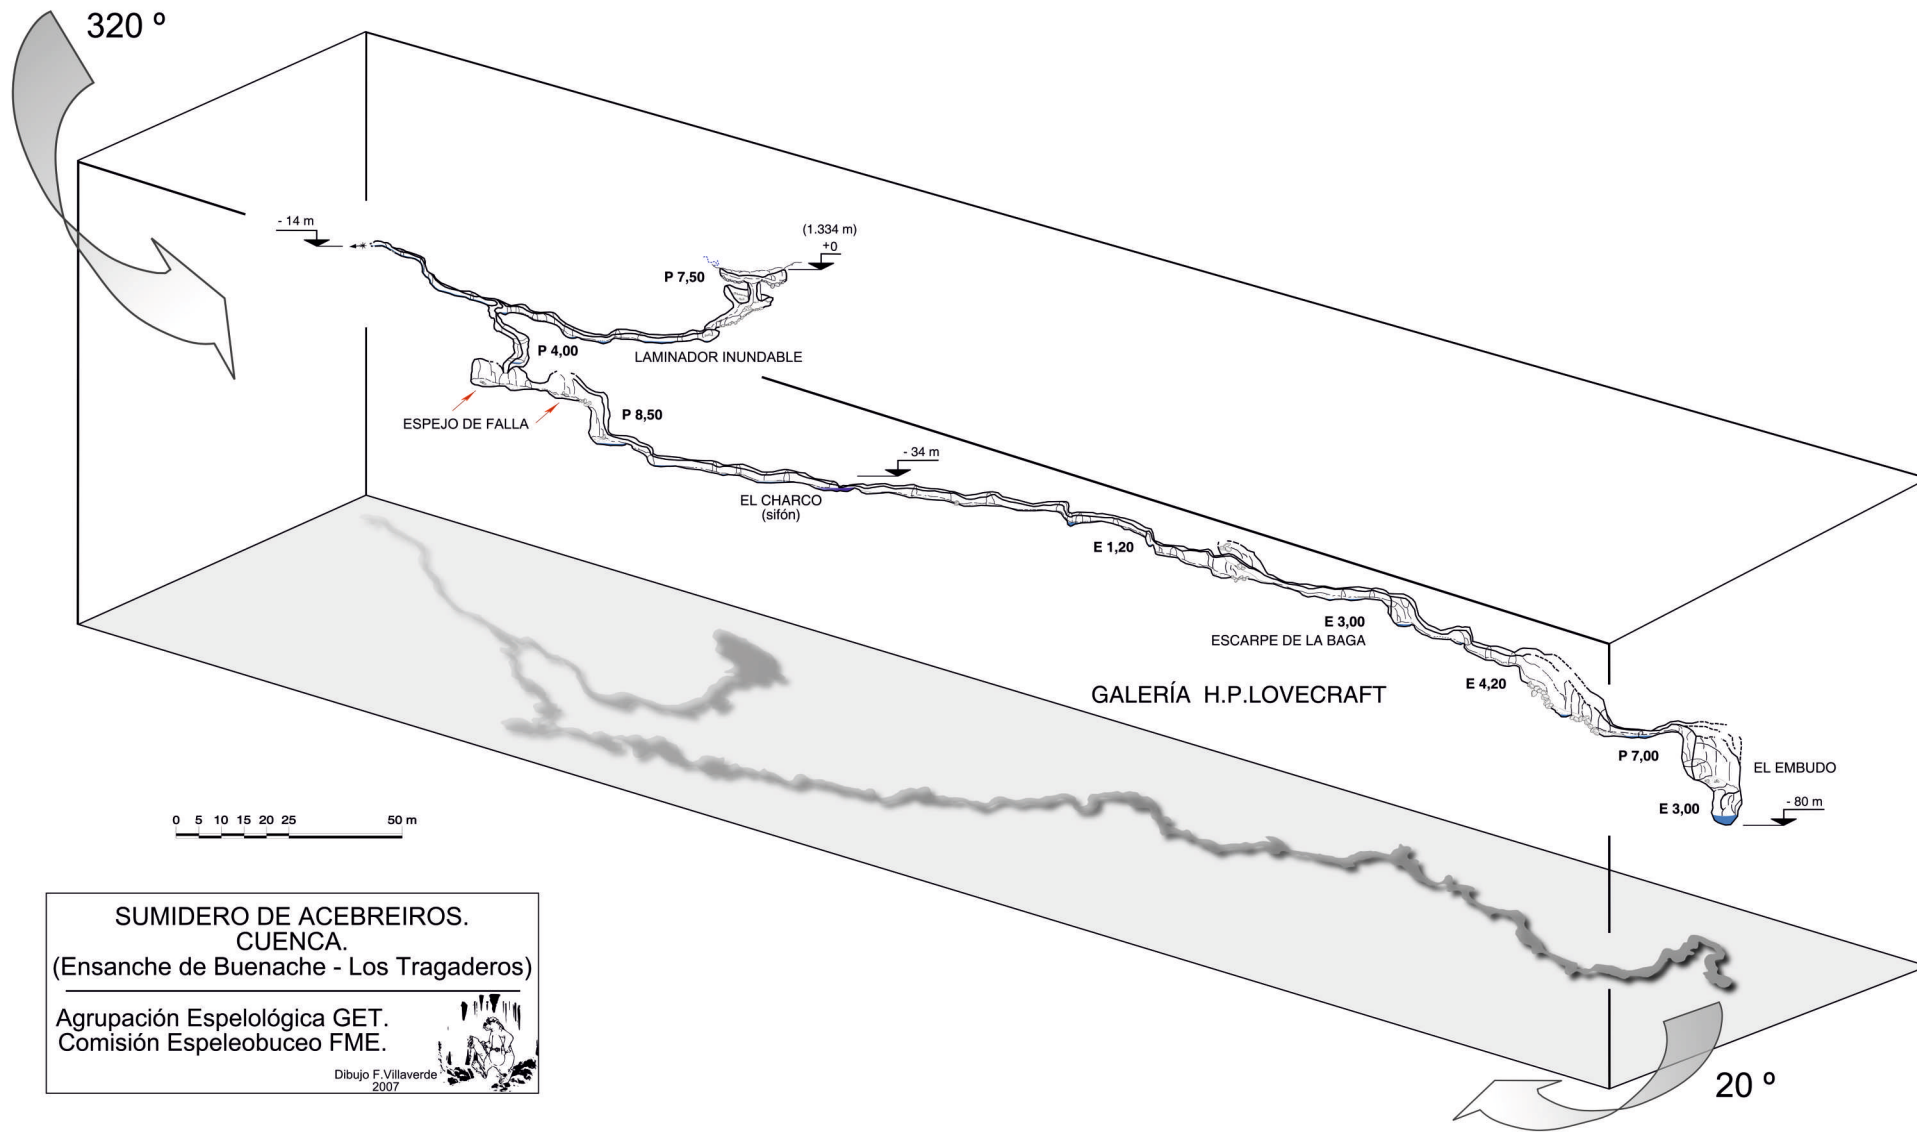 320 º
- 14 m
(1.334 m)
+0
P 7,50
P 4,00
LAMINADOR INUNDABLE
ESPEJO DE FALLA
P 8,50
- 34 m
EL CHARCO
(sifón)
E 1,20
E 3,00
ESCARPE DE LA BAGA
E 4,20
GALERÍA H.P.LOVECRAFT
P 7,00
EL EMBUDO
E 3,00
- 80 m
0 5 10 15 20 25 50 m
SUMIDERO DE ACEBREIROS.
CUENCA.
(Ensanche de Buenache - Los Tragaderos)
Agrupación Espelológica GET.
Comisión Espeleobuceo FME.
Dibujo F.Villaverde
2007
20 º